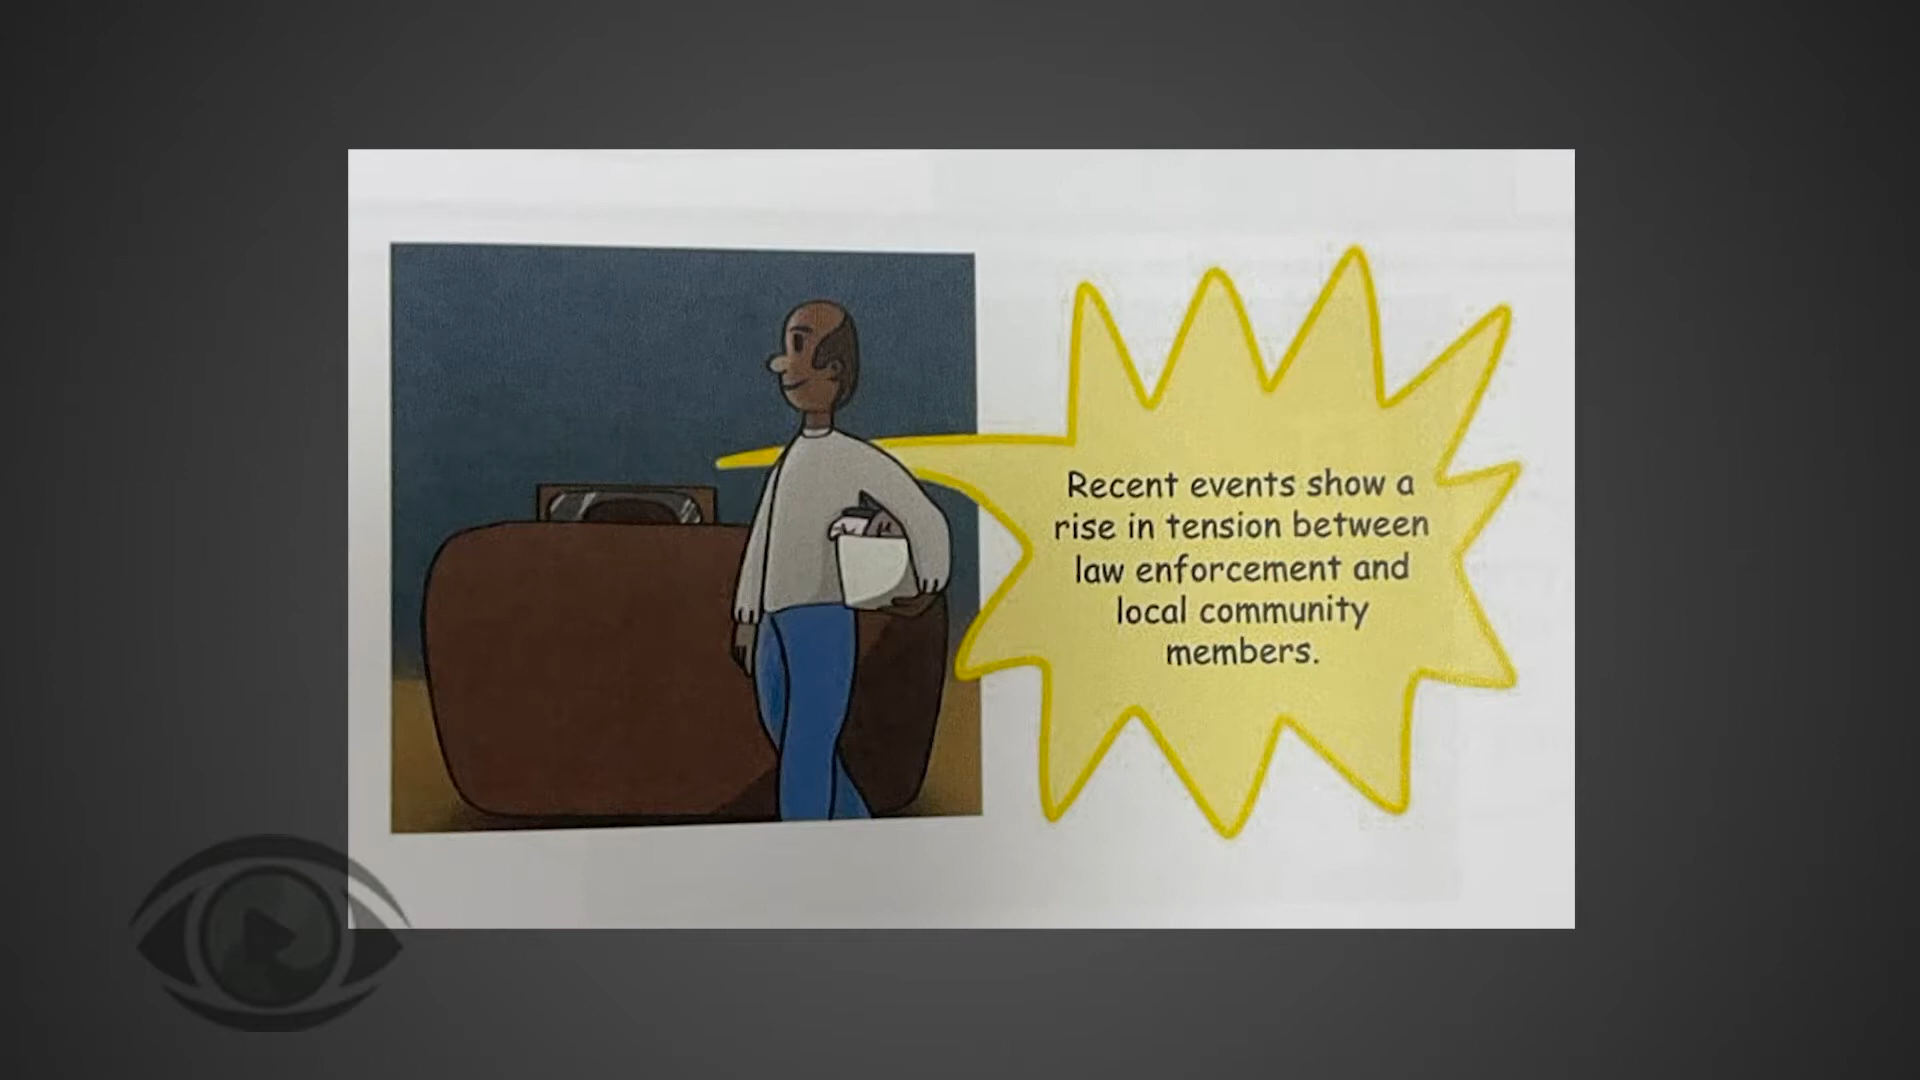 Recent events show a
rise in tension between
law enforcement and
local community
members.